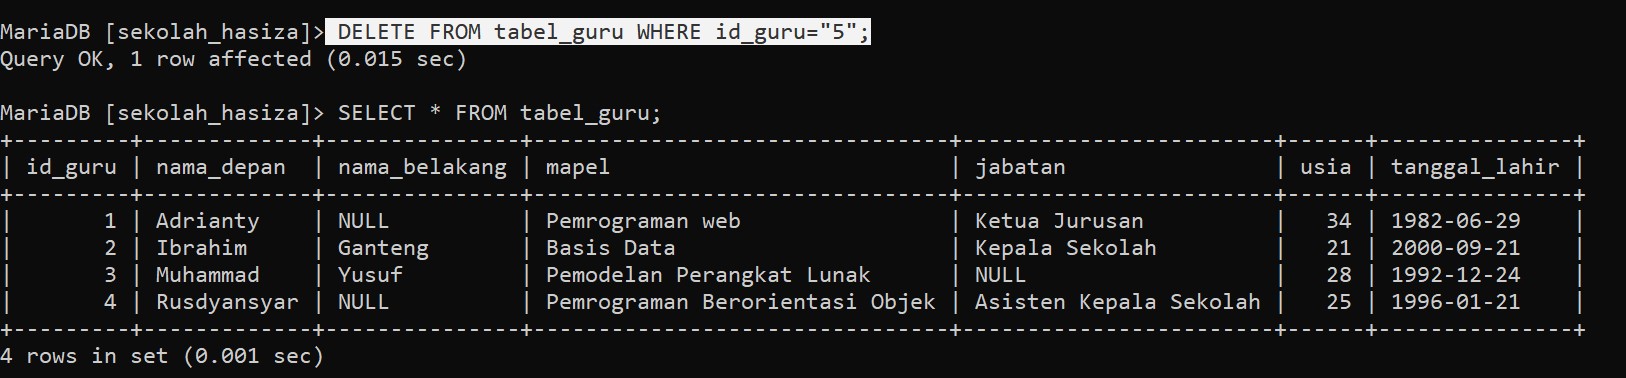 MariaDB [sekolah_hasiza]> DELETE FROM tabel_guru WHERE id_guru="5";
Query OK, 1 row affected (0.015 sec)
MariaDB [sekolah_hasiza]> SELECT * FROM tabel_guru;
+---------+-------------+---------------+--------------------------------+------------------------+------+---------------+
| id_guru | nama_depan  | nama_belakang | mapel                          | jabatan                | usia | tanggal_lahir |
+---------+-------------+---------------+--------------------------------+------------------------+------+---------------+
|       1 | Adrianty    | NULL          | Pemrograman web                | Ketua Jurusan          |   34 | 1982-06-29    |
|       2 | Ibrahim     | Ganteng       | Basis Data                     | Kepala Sekolah         |   21 | 2000-09-21    |
|       3 | Muhammad    | Yusuf         | Pemodelan Perangkat Lunak      | NULL                   |   28 | 1992-12-24    |
|       4 | Rusdyansyar | NULL          | Pemrograman Berorientasi Objek | Asisten Kepala Sekolah |   25 | 1996-01-21    |
+---------+-------------+---------------+--------------------------------+------------------------+------+---------------+
4 rows in set (0.001 sec)